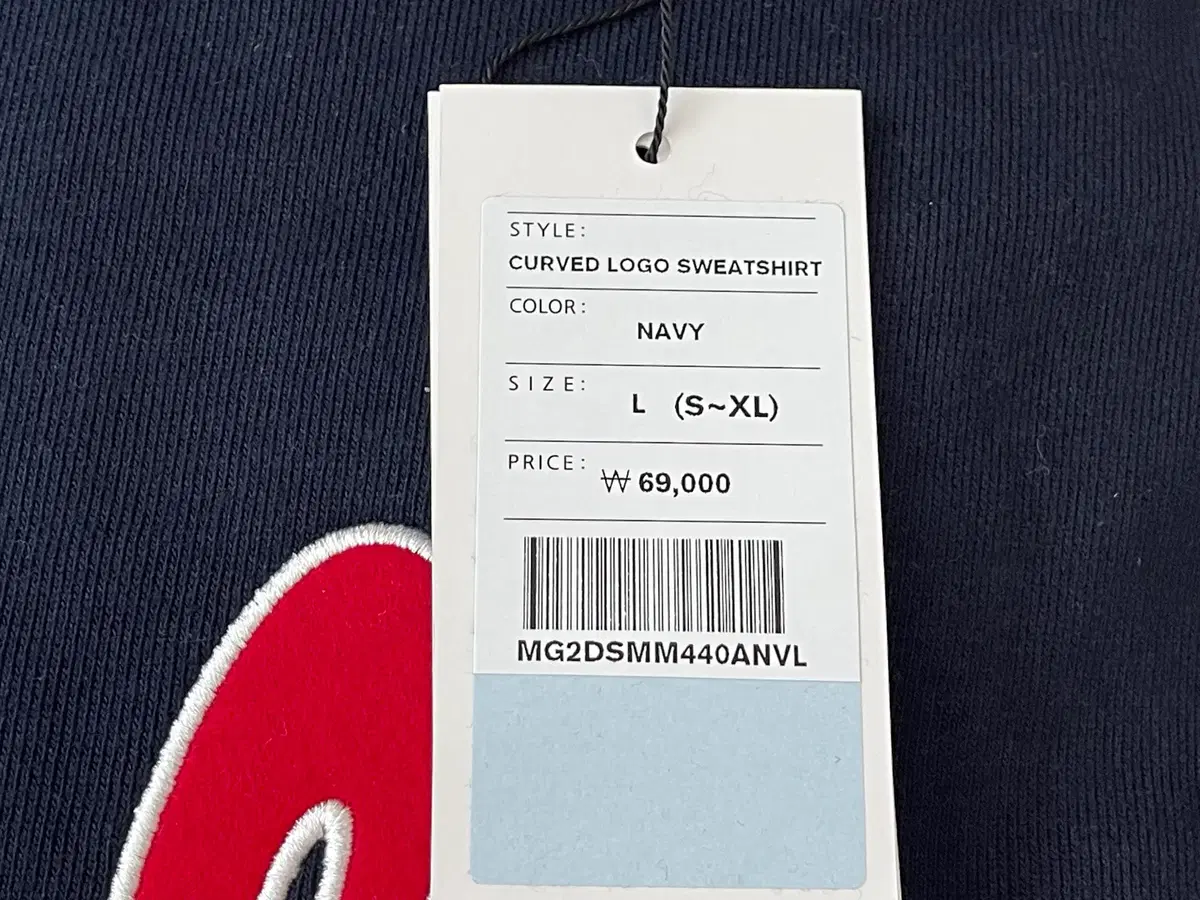 STYLE:
CURVED LOGO SWEATSHIRT
COLOR:
NAVY
SIZE:
L (S~XL)
PRICE:
₩ 69,000
MG2DSMM440ANVL